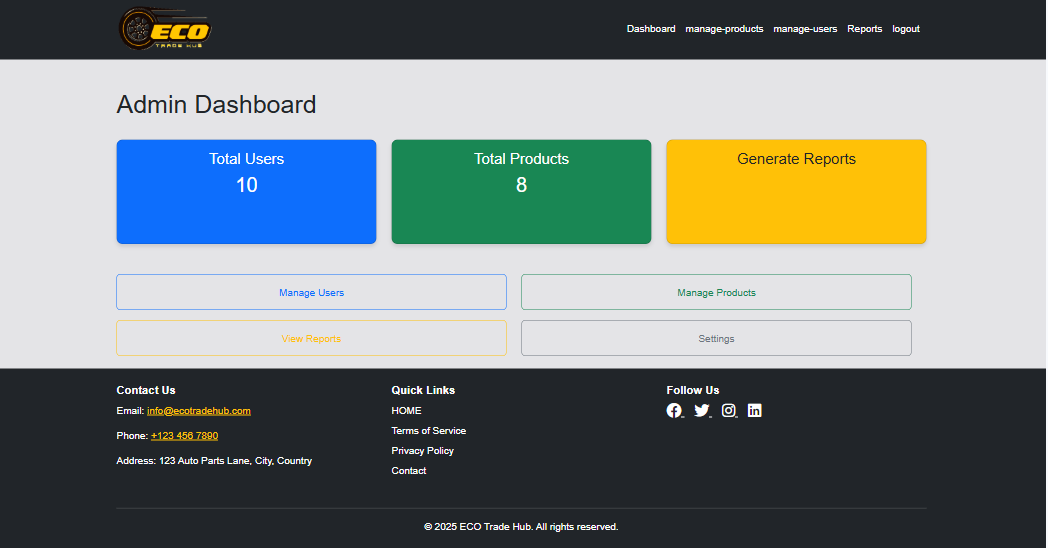 ECO
TRADE HUB
Dashboard manage-products manage-users Reports logout
Admin Dashboard
Total Users
10
Total Products
8
Generate Reports
Manage Users
Manage Products
View Reports
Settings
Contact Us
Email: info@ecotradehub.com
Phone: +123 456 7890
Address: 123 Auto Parts Lane, City, Country
Quick Links
HOME
Terms of Service
Privacy Policy
Contact
Follow Us
© 2025 ECO Trade Hub. All rights reserved.